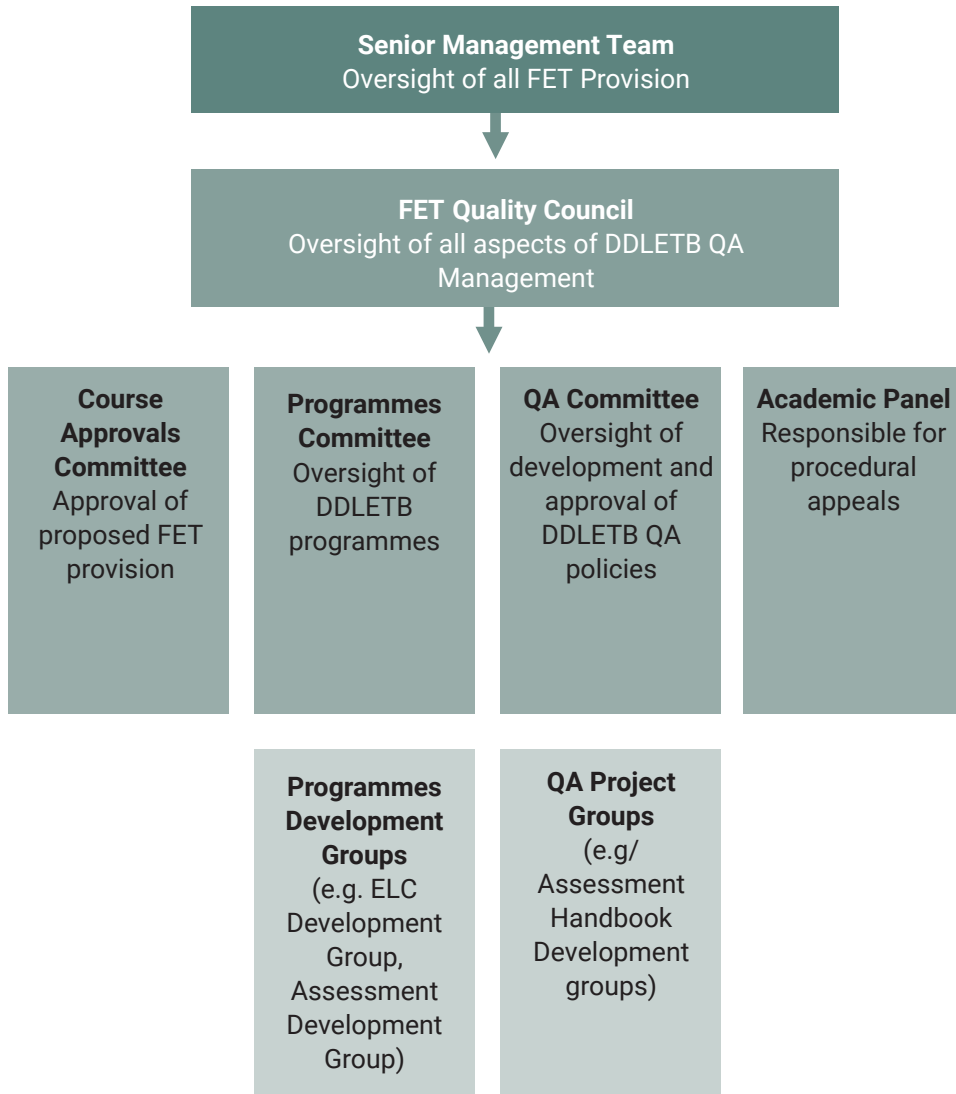 Senior Management Team
Oversight of all FET Provision
FET Quality Council
Oversight of all aspects of DDLETB QA
Management
Course
Approvals
Committee
Approval of
proposed FET
provision
Programmes
Committee
Oversight of
DDLETB
programmes
QA Committee
Oversight of
development and
approval of
DDLETB QA
policies
Academic Panel
Responsible for
procedural
appeals
Programmes
Development
Groups
(e.g. ELC
Development
Group,
Assessment
Development
Group)
QA Project
Groups
(e.g/
Assessment
Handbook
Development
groups)